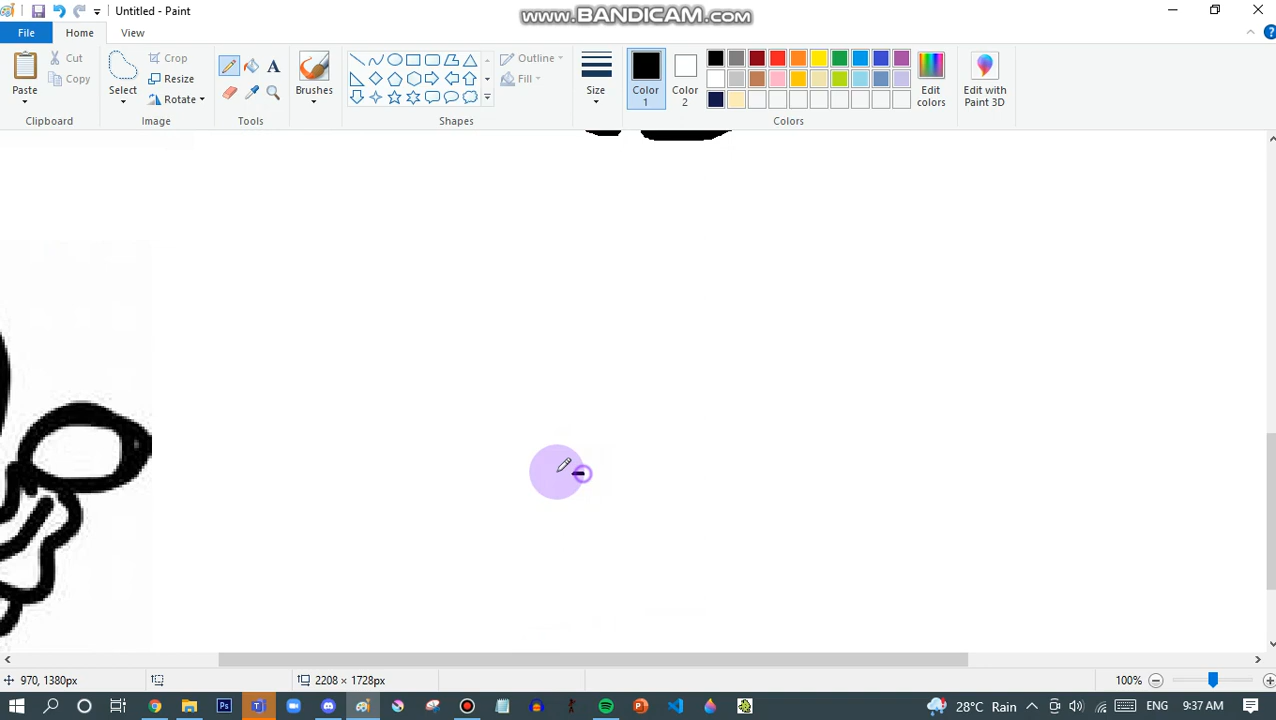 www.BANDICAM.com
Untitled - Paint
File
Home
View
Paste
Cut
Copy
Clipboard
Select
Crop
Resize
Rotate
Image
A
Tools
Brushes
Outline
Fill
Shapes
Size
Color 1
Color 2
Edit colors
Colors
Edit with Paint 3D
970, 1380px
2208 × 1728px
100%
Ps
28°C Rain
ENG
9:37 AM